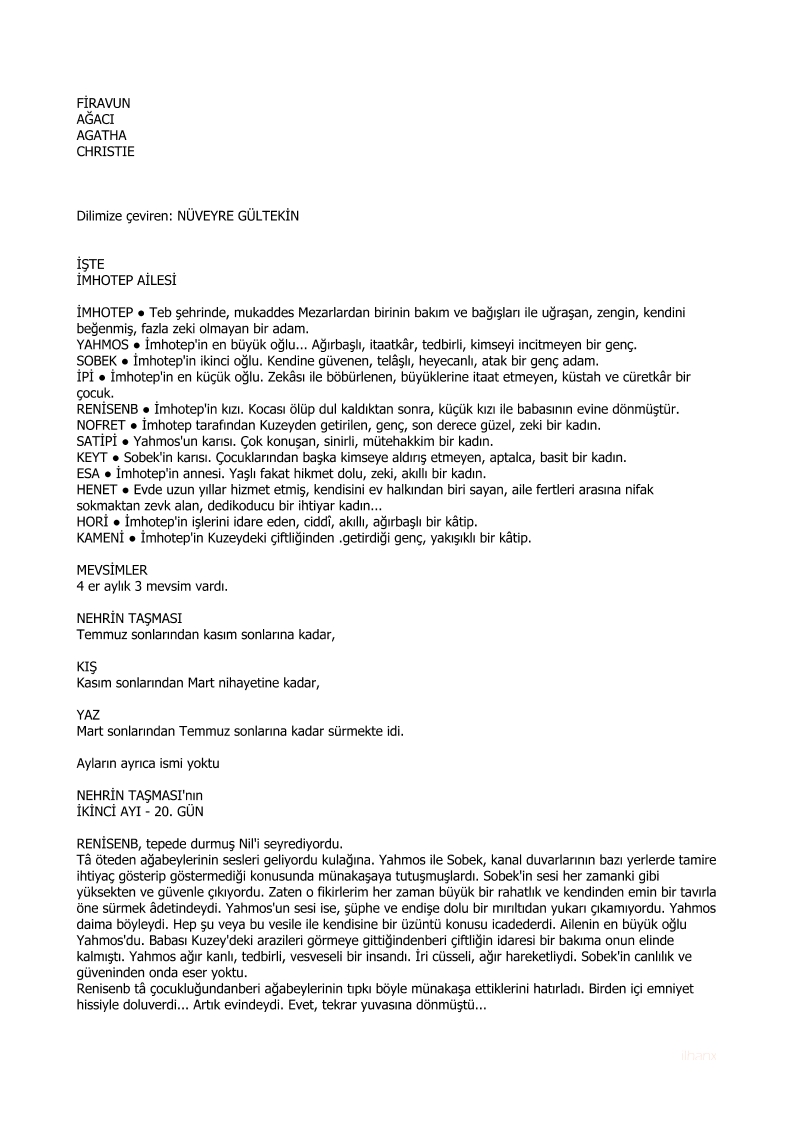 FİRAVUN
AĞACI
AGATHA
CHRISTIE
Dilimize çeviren: NÜVEYRE GÜLTEKİN
İŞTE
İMHOTEP AİLESİ
İMHOTEP ● Teb şehrinde, mukaddes Mezarlardan birinin bakım ve bağışları ile uğraşan, zengin, kendini
beğenmiş, fazla zeki olmayan bir adam.
YAHMOS ● İmhotep'in en büyük oğlu... Ağırbaşlı, itaatkâr, tedbirli, kimseyi incitmeyen bir genç.
SOBEK ● İmhotep'in ikinci oğlu. Kendine güvenen, telâşlı, heyecanlı, atak bir genç adam.
İPİ ● İmhotep'in en küçük oğlu. Zekâsı ile böbürlenen, büyüklerine itaat etmeyen, küstah ve cüretkâr bir
çocuk.
RENİSENB ● İmhotep'in kızı. Kocası ölüp dul kaldıktan sonra, küçük kızı ile babasının evine dönmüştür.
NOFRET ● İmhotep tarafından Kuzeyden getirilen, genç, son derece güzel, zeki bir kadın.
SATİPİ ● Yahmos'un karısı. Çok konuşan, sinirli, mütehakkim bir kadın.
KEYT ● Sobek'in karısı. Çocuklarından başka kimseye aldırış etmeyen, aptalca, basit bir kadın.
ESA ● İmhotep'in annesi. Yaşlı fakat hikmet dolu, zeki, akıllı bir kadın.
HENET ● Evde uzun yıllar hizmet etmiş, kendisini ev halkından biri sayan, aile fertleri arasına nifak
sokmaktan zevk alan, dedikoducu bir ihtiyar kadın...
HORİ ● İmhotep'in işlerini idare eden, ciddî, akıllı, ağırbaşlı bir kâtip.
KAMENİ ● İmhotep'in Kuzeydeki çiftliğinden .getirdiği genç, yakışıklı bir kâtip.
MEVSİMLER
4 er aylık 3 mevsim vardı.
NEHRİN TAŞMASI
Temmuz sonlarından kasım sonlarına kadar,
KIŞ
Kasım sonlarından Mart nihayetine kadar,
YAZ
Mart sonlarından Temmuz sonlarına kadar sürmekte idi.
Ayların ayrıca ismi yoktu
NEHRİN TAŞMASI'nın
İKİNCİ AYI - 20. GÜN
RENİSENB, tepede durmuş Nil'i seyrediyordu.
Tâ öteden ağabeylerinin sesleri geliyordu kulağına. Yahmos ile Sobek, kanal duvarlarının bazı yerlerde tamire
ihtiyaç gösterip göstermediği konusunda münakaşaya tutuşmuşlardı. Sobek'in sesi her zamanki gibi
yüksekten ve güvenle çıkıyordu. Zaten o fikirlerim her zaman büyük bir rahatlık ve kendinden emin bir tavırla
öne sürmek âdetindeydi. Yahmos'un sesi ise, şüphe ve endişe dolu bir mırıltıdan yukarı çıkamıyordu. Yahmos
daima böyleydi. Hep şu veya bu vesile ile kendisine bir üzüntü konusu icadederdi. Ailenin en büyük oğlu
Yahmos'du. Babası Kuzey'deki arazileri görmeye gittiğindenberi çiftliğin idaresi bir bakıma onun elinde
kalmıştı. Yahmos ağır kanlı, tedbirli, vesveseli bir insandı. İri cüsseli, ağır hareketliydi. Sobek'in canlılık ve
güveninden onda eser yoktu.
Renisenb tâ çocukluğundanberi ağabeylerinin tıpkı böyle münakaşa ettiklerini hatırladı. Birden içi emniyet
hissiyle doluverdi... Artık evindeydi. Evet, tekrar yuvasına dönmüştü...